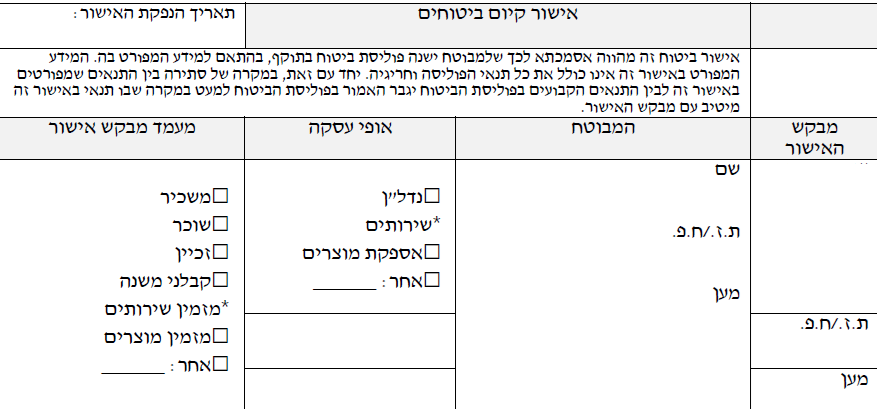 אישור קיום ביטוחים
תאריך הנפקת האישור:
אישור ביטוח זה מהווה אסמכתא לכך שלמבוטח ישנה פוליסת ביטוח בתוקף, בהתאם למידע המפורט בה. המידע
המפורט באישור זה אינו כולל את כל תנאי הפוליסה וחריגיה. יחד עם זאת, במקרה של סתירה בין התנאים שמפורטים
באישור זה לבין התנאים הקבועים בפוליסת הביטוח יגבר האמור בפוליסת הביטוח למעט במקרה שבו תנאי באישור זה
מיטיב עם מבקש האישור.
מבקש
האישור
המבוטח
אופי עסקה
מעמד מבקש אישור
ת.ז./ח.פ.
מען
שם
ת.ז./ח.פ.
מען
☐נדל"ן
*שירותים
☐אספקת מוצרים
☐אחר: ______
☐משכיר
☐שוכר
☐זכיין
☐קבלני משנה
*מזמין שירותים
☐מזמין מוצרים
☐אחר: ______